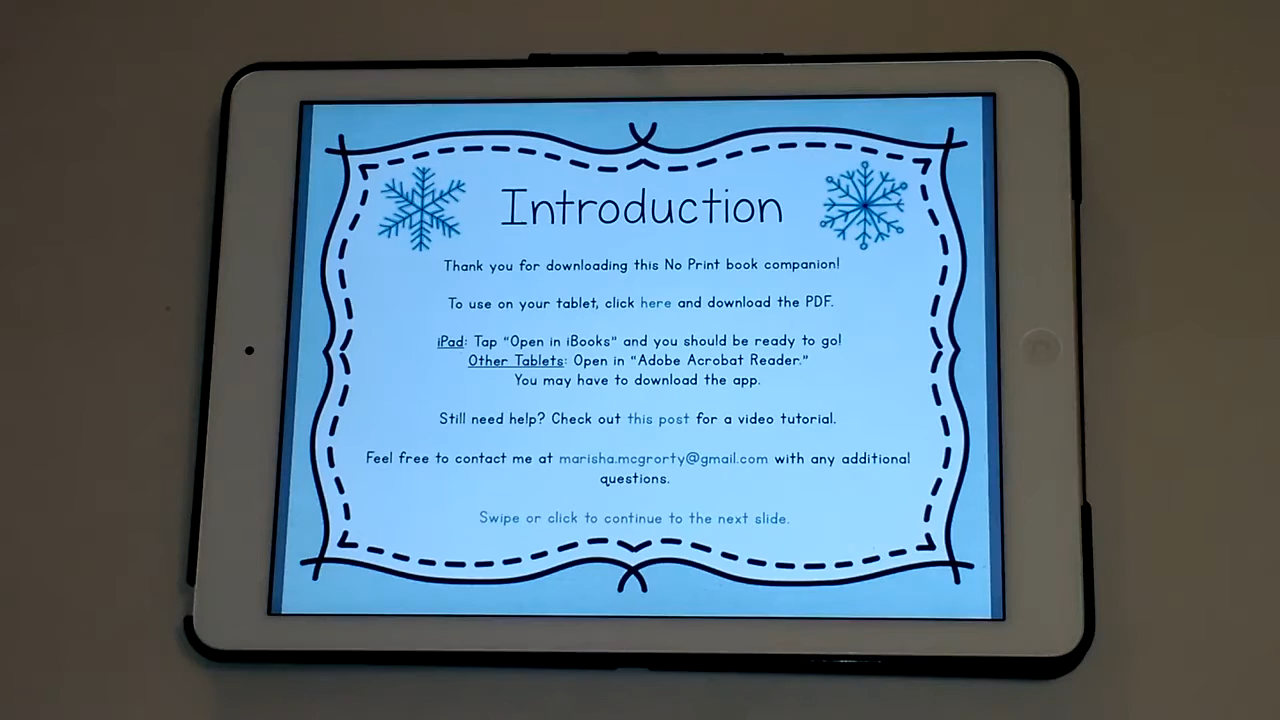 Introduction
Thank you for downloading this No Print book companion!
To use on your tablet, click here and download the PDF.
iPad: Tap "Open in iBooks" and you should be ready to go!
Other Tablets: Open in "Adobe Acrobat Reader."
You may have to download the app.
Still need help? Check out this post for a video tutorial.
Feel free to contact me at marisha.mcgrorty@gmail.com with any additional
questions.
Swipe or click to continue to the next slide.